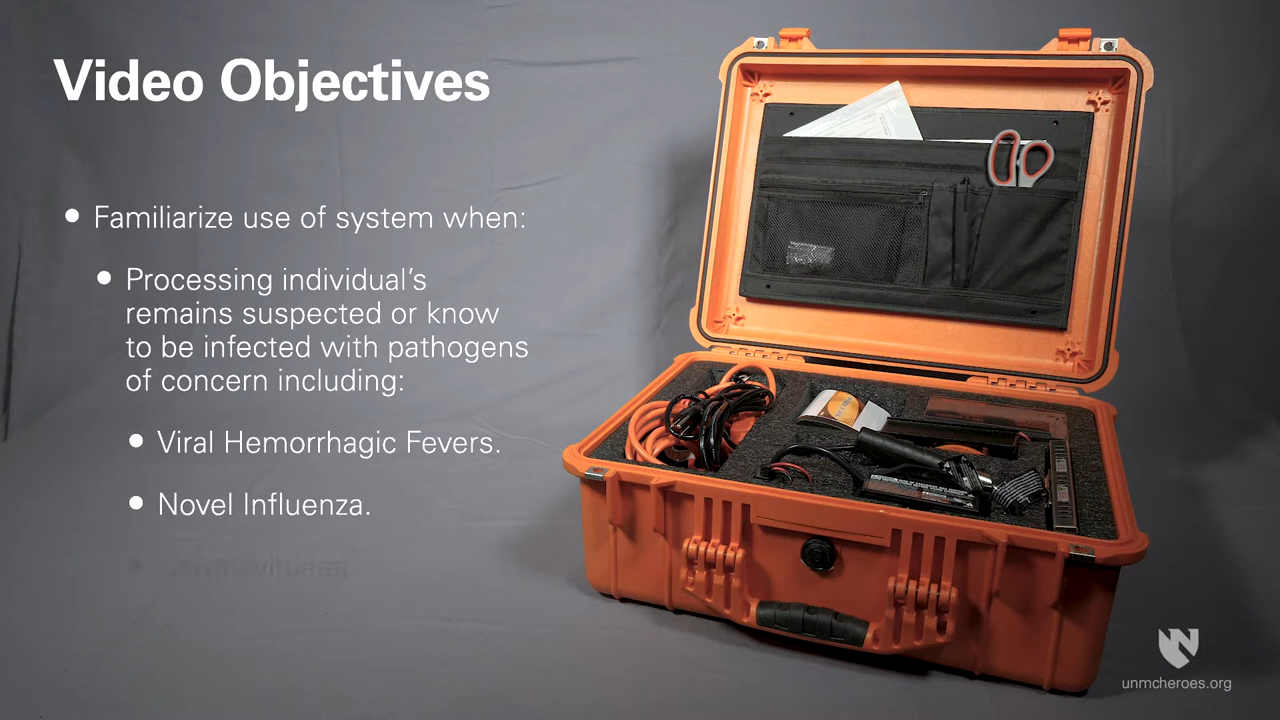 Video Objectives
• Familiarize use of system when:
• Processing individual's
remains suspected or know
to be infected with pathogens
of concern including:
• Viral Hemorrhagic Fevers.
• Novel Influenza.
unmcheroes.org